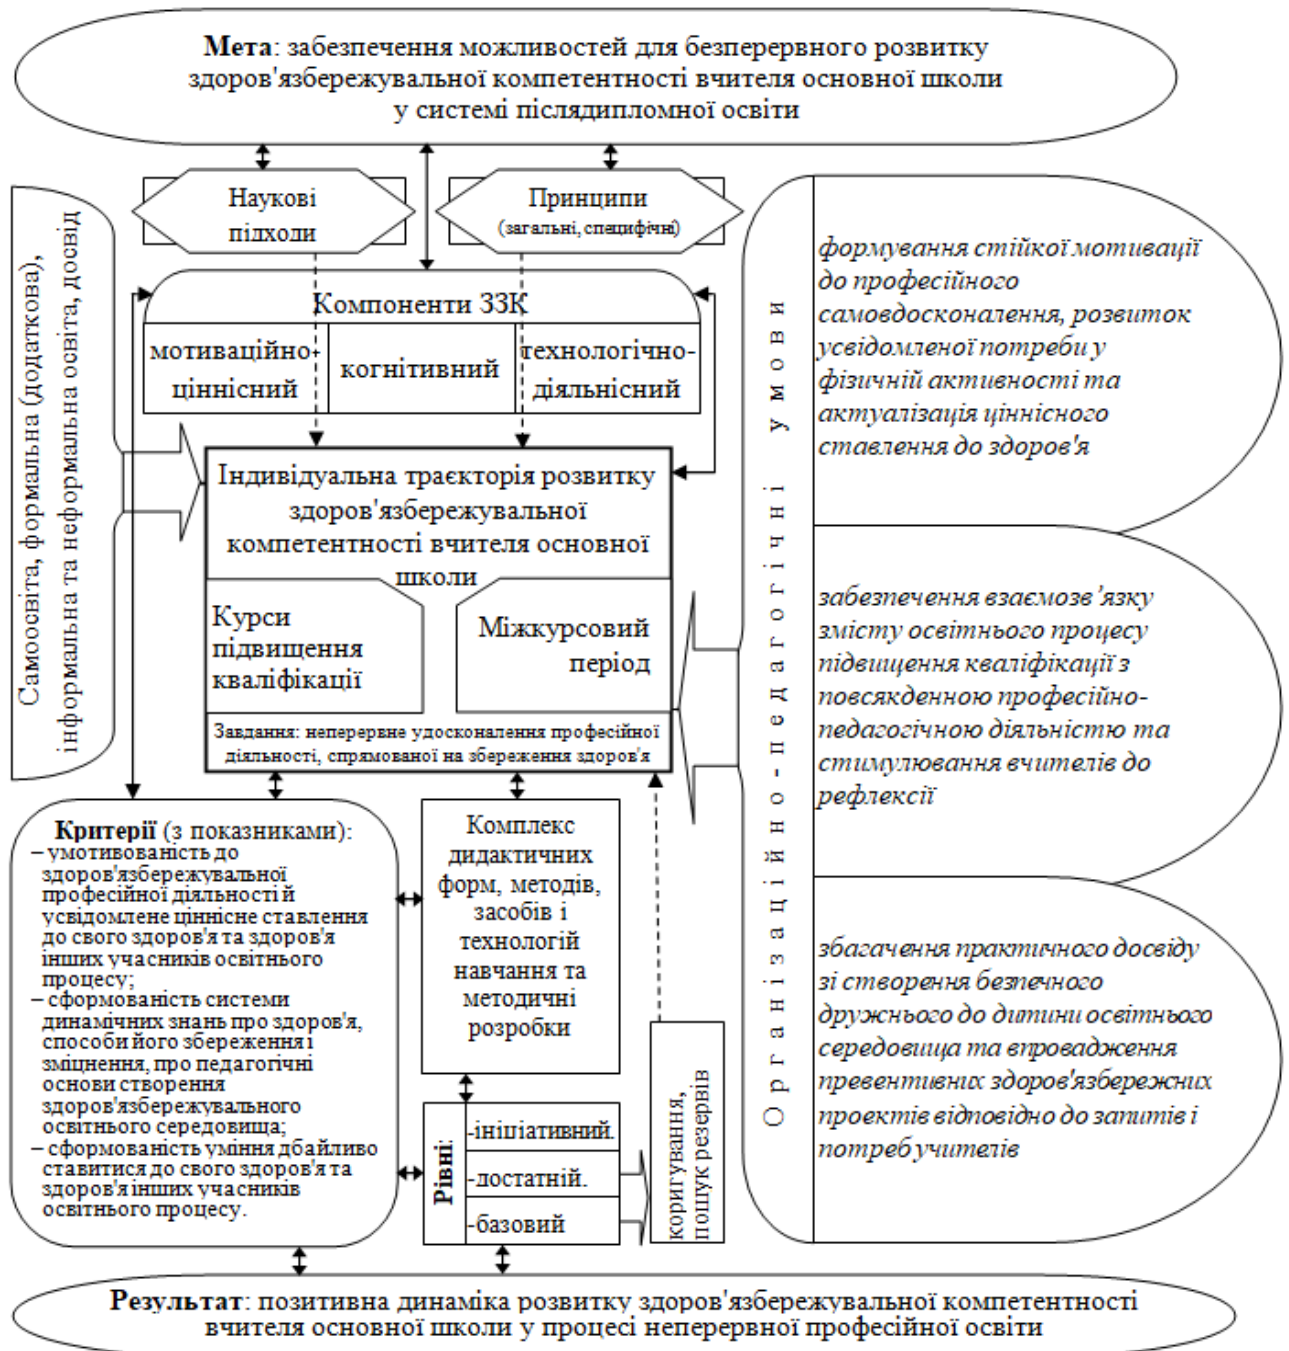 Мета: забезпечення можливостей для безперервного розвитку
здоров'язбережувальної компетентності вчителя основної школи
у системі післядипломної освіти
Наукові
підходи
Принципи
(загальні, специфічні)
Самоосвіта, формальна (додаткова),
інформальна та неформальна освіта, досвід
Компоненти ЗЗК
мотиваційно-
ціннісний
когнітивний
технологічно-
діяльнісний
Індивідуальна траєкторія розвитку
здоров'язбережувальної
компетентності вчителя основної
школи
Курси
підвищення
кваліфікації
Міжкурсовий
період
Завдання: неперервне удосконалення професійної
діяльності, спрямованої на збереження здоров'я
Організаційно-педагогічні умови
формування стійкої мотивації
до професійного
самовдосконалення, розвиток
усвідомленої потреби у
фізичній активності та
актуалізація ціннісного
ставлення до здоров'я
забезпечення взаємозв’язку
змісту освітнього процесу
підвищення кваліфікації з
повсякденною професійно-
педагогічною діяльністю та
стимулювання вчителів до
рефлексії
збагачення практичного досвіду
зі створення безпечного
дружнього до дитини освітнього
середовища та впровадження
превентивних здоров'язбережних
проектів відповідно до запитів і
потреб учителів
Критерії (з показниками):
– умотивованість до
здоров'язбережувальної
професійної діяльності й
усвідомлене ціннісне ставлення
до свого здоров'я та здоров'я
інших учасників освітнього
процесу;
– сформованість системи
динамічних знань про здоров'я,
способи його збереження і
зміцнення, про педагогічні
основи створення
здоров'язбережувального
освітнього середовища;
– сформованість уміння дбайливо
ставитися до свого здоров'я та
здоров'я інших учасників
освітнього процесу.
Комплекс
дидактичних
форм, методів,
засобів і
технологій
навчання та
методичні
розробки
Рівні:
-ініціативний.
-достатній.
-базовий
коригування,
пошук резервів
Результат: позитивна динаміка розвитку здоров'язбережувальної компетентності
вчителя основної школи у процесі неперервної професійної освіти